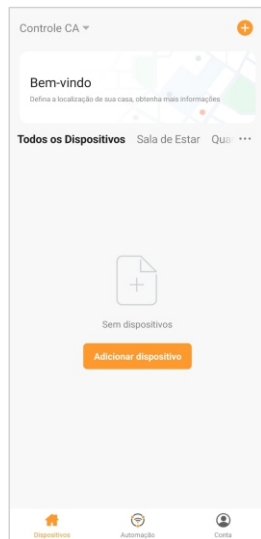 Controle CA
Bem-vindo
Defina a localização de sua casa, obtenha mais informações
Todos os Dispositivos Sala de Estar
Sem dispositivos
Adicionar dispositivo
Dispositivos Automação Conta